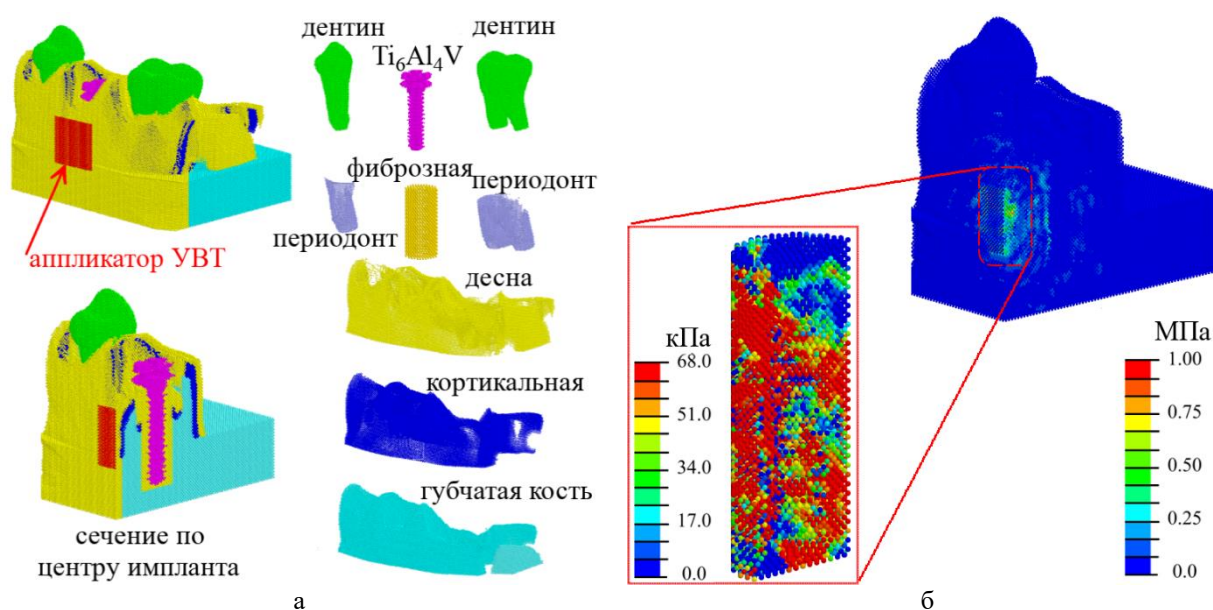 дентин
дентин
Ti6Al4V
фиброзная
периодонт
периодонт
аппликатор УВТ
десна
кортикальная
губчатая кость
сечение по
центру импланта
а
кПа
68.0
51.0
34.0
17.0
0.0
МПа
1.00
0.75
0.50
0.25
0.0
б